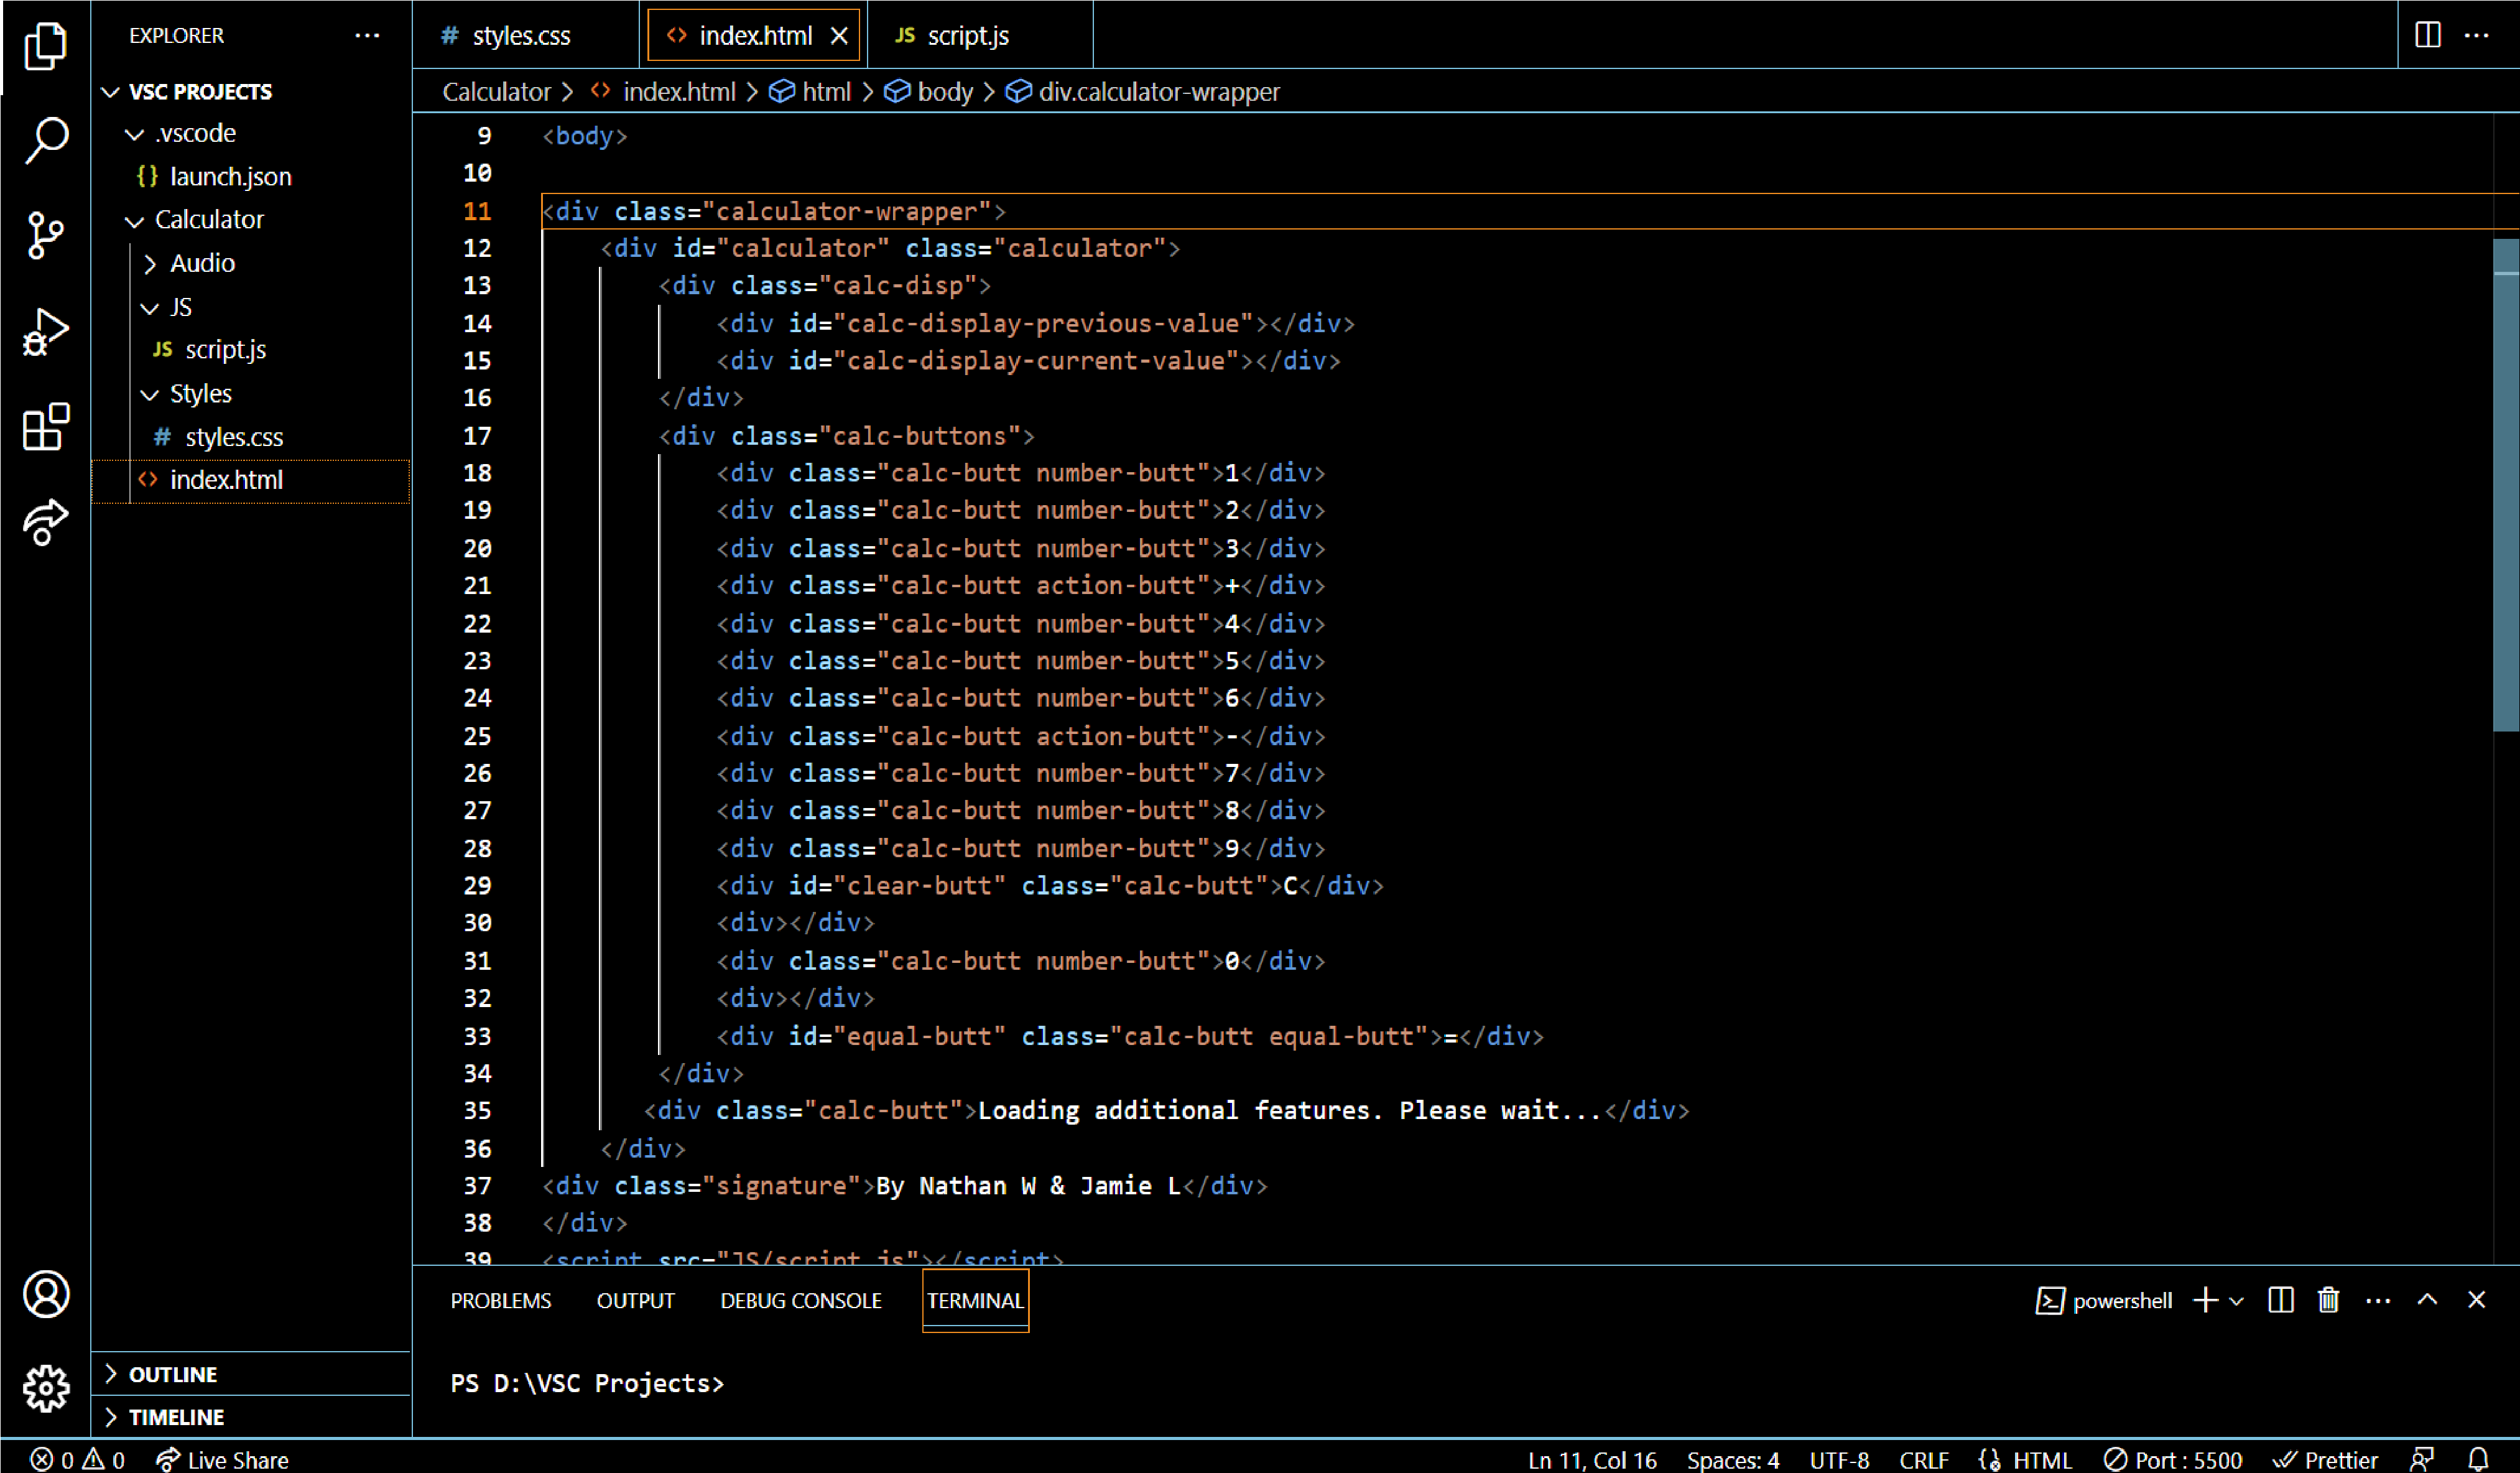 EXPLORER
VSC PROJECTS
.vscode
{} launch.json
Calculator
Audio
JS
JS script.js
Styles
# styles.css
<> index.html
OUTLINE
TIMELINE
# styles.css
<> index.html
JS script.js
Calculator > <> index.html > html > body > div.calculator-wrapper
9 <body>
10
11 <div class="calculator-wrapper">
12 <div id="calculator" class="calculator">
13 <div class="calc-disp">
14 <div id="calc-display-previous-value"></div>
15 <div id="calc-display-current-value"></div>
16 </div>
17 <div class="calc-buttons">
18 <div class="calc-butt number-butt">1</div>
19 <div class="calc-butt number-butt">2</div>
20 <div class="calc-butt number-butt">3</div>
21 <div class="calc-butt action-butt">+</div>
22 <div class="calc-butt number-butt">4</div>
23 <div class="calc-butt number-butt">5</div>
24 <div class="calc-butt number-butt">6</div>
25 <div class="calc-butt action-butt">-</div>
26 <div class="calc-butt number-butt">7</div>
27 <div class="calc-butt number-butt">8</div>
28 <div class="calc-butt number-butt">9</div>
29 <div id="clear-butt" class="calc-butt">C</div>
30 <div></div>
31 <div class="calc-butt number-butt">0</div>
32 <div></div>
33 <div id="equal-butt" class="calc-butt equal-butt">=</div>
34 </div>
35 <div class="calc-butt">Loading additional features. Please wait...</div>
36 </div>
37 <div class="signature">By Nathan W & Jamie L</div>
38 </div>
39 <script src="JS/script.js"></script>
PROBLEMS OUTPUT DEBUG CONSOLE TERMINAL powershell
PS D:\VSC Projects>
0 0 Live Share Ln 11, Col 16 Spaces: 4 UTF-8 CRLF HTML Port : 5500 Prettier